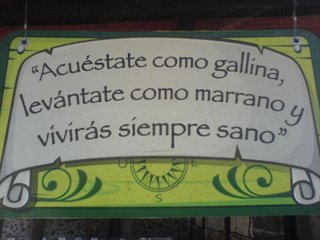 “Acuéstate como gallina,
levántate como marrano y
vivirás siempre sano”
O E
S